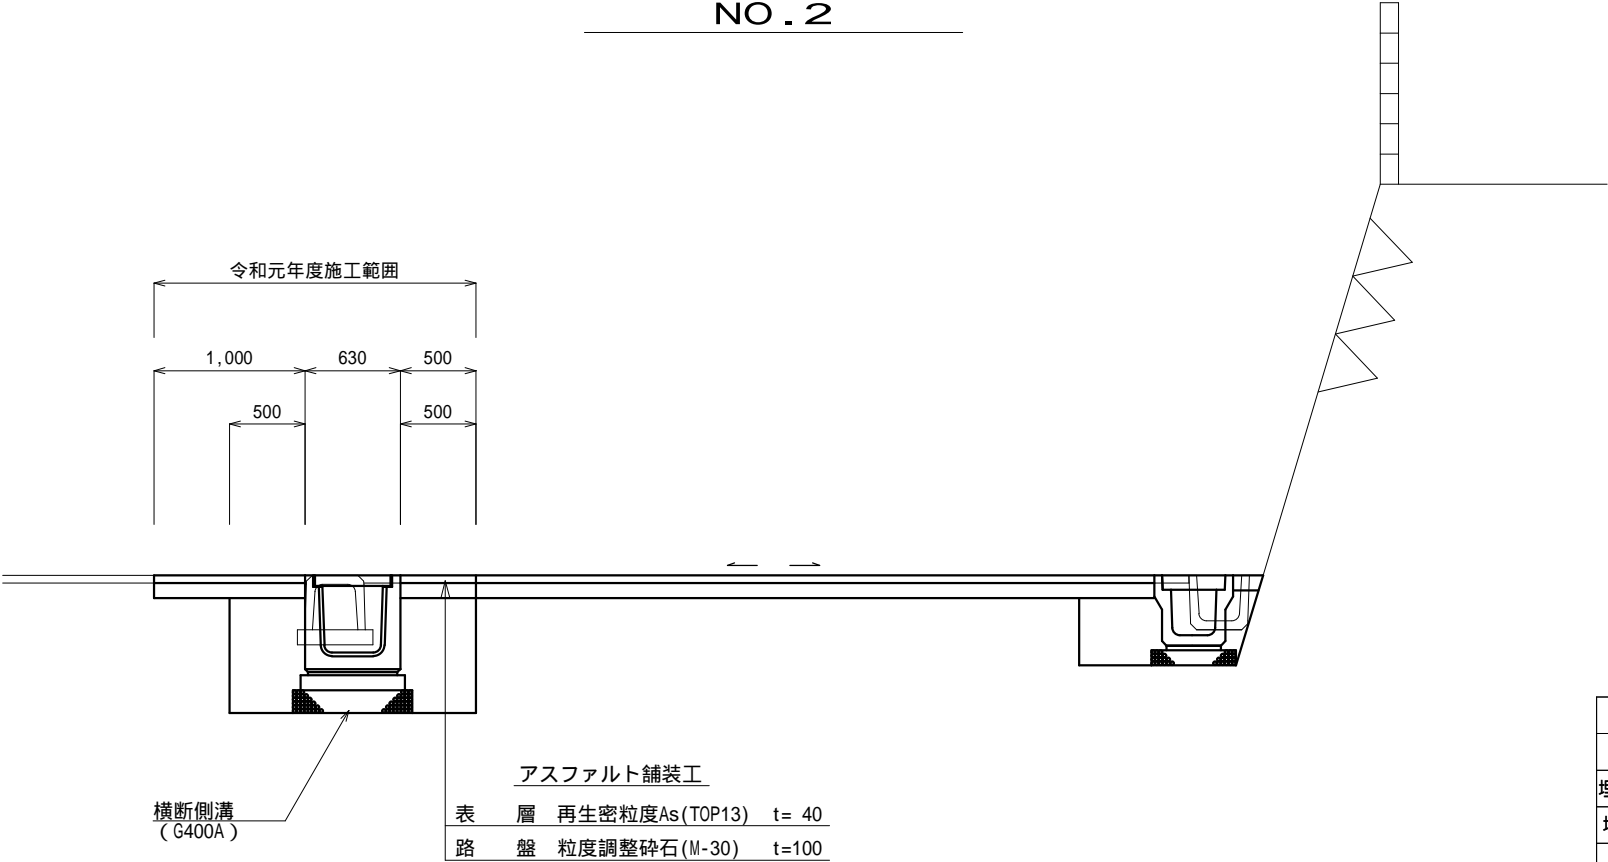 NO.2
令和元年度施工範囲
1,000 630 500
500 500
アスファルト舗装工
横断側溝
(G400A)
表 層 再生密粒度As(TOP13) t= 40
路 盤 粒度調整砕石(M-30) t=100